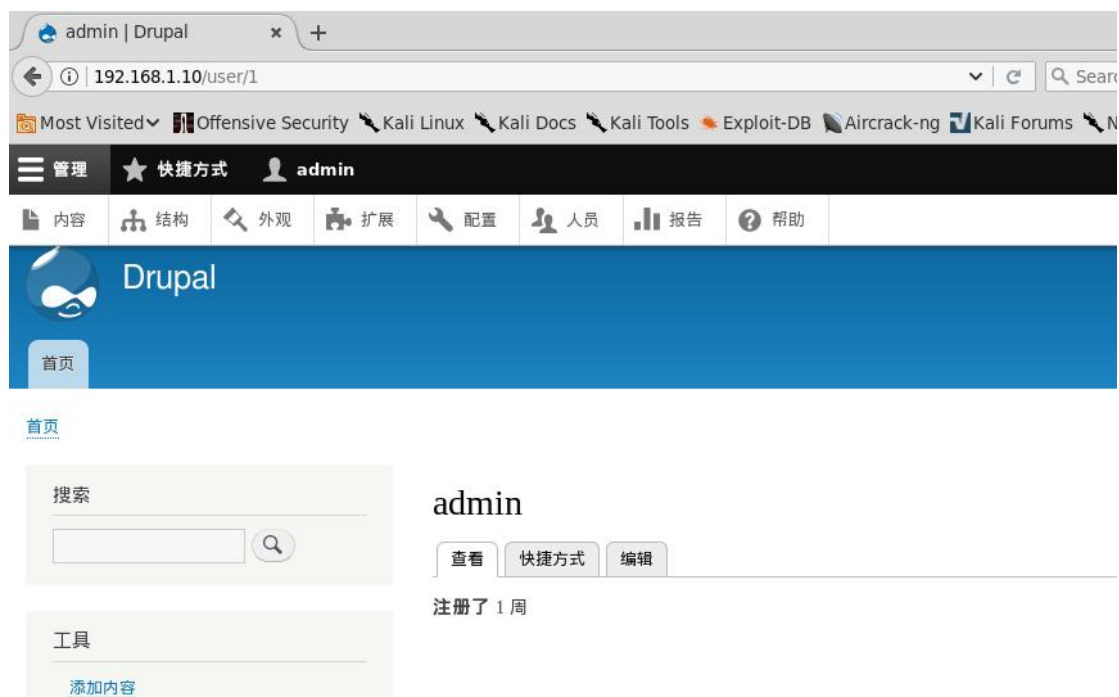 admin | Drupal
192.168.1.10/user/1
Most Visited Offensive Security Kali Linux Kali Docs Kali Tools Exploit-DB Aircrack-ng Kali Forums
管理 快捷方式 admin
内容 结构 外观 扩展 配置 人员 报告 帮助
Drupal
首页
首页
搜索
admin
查看 快捷方式 编辑
注册了 1 周
工具
添加内容